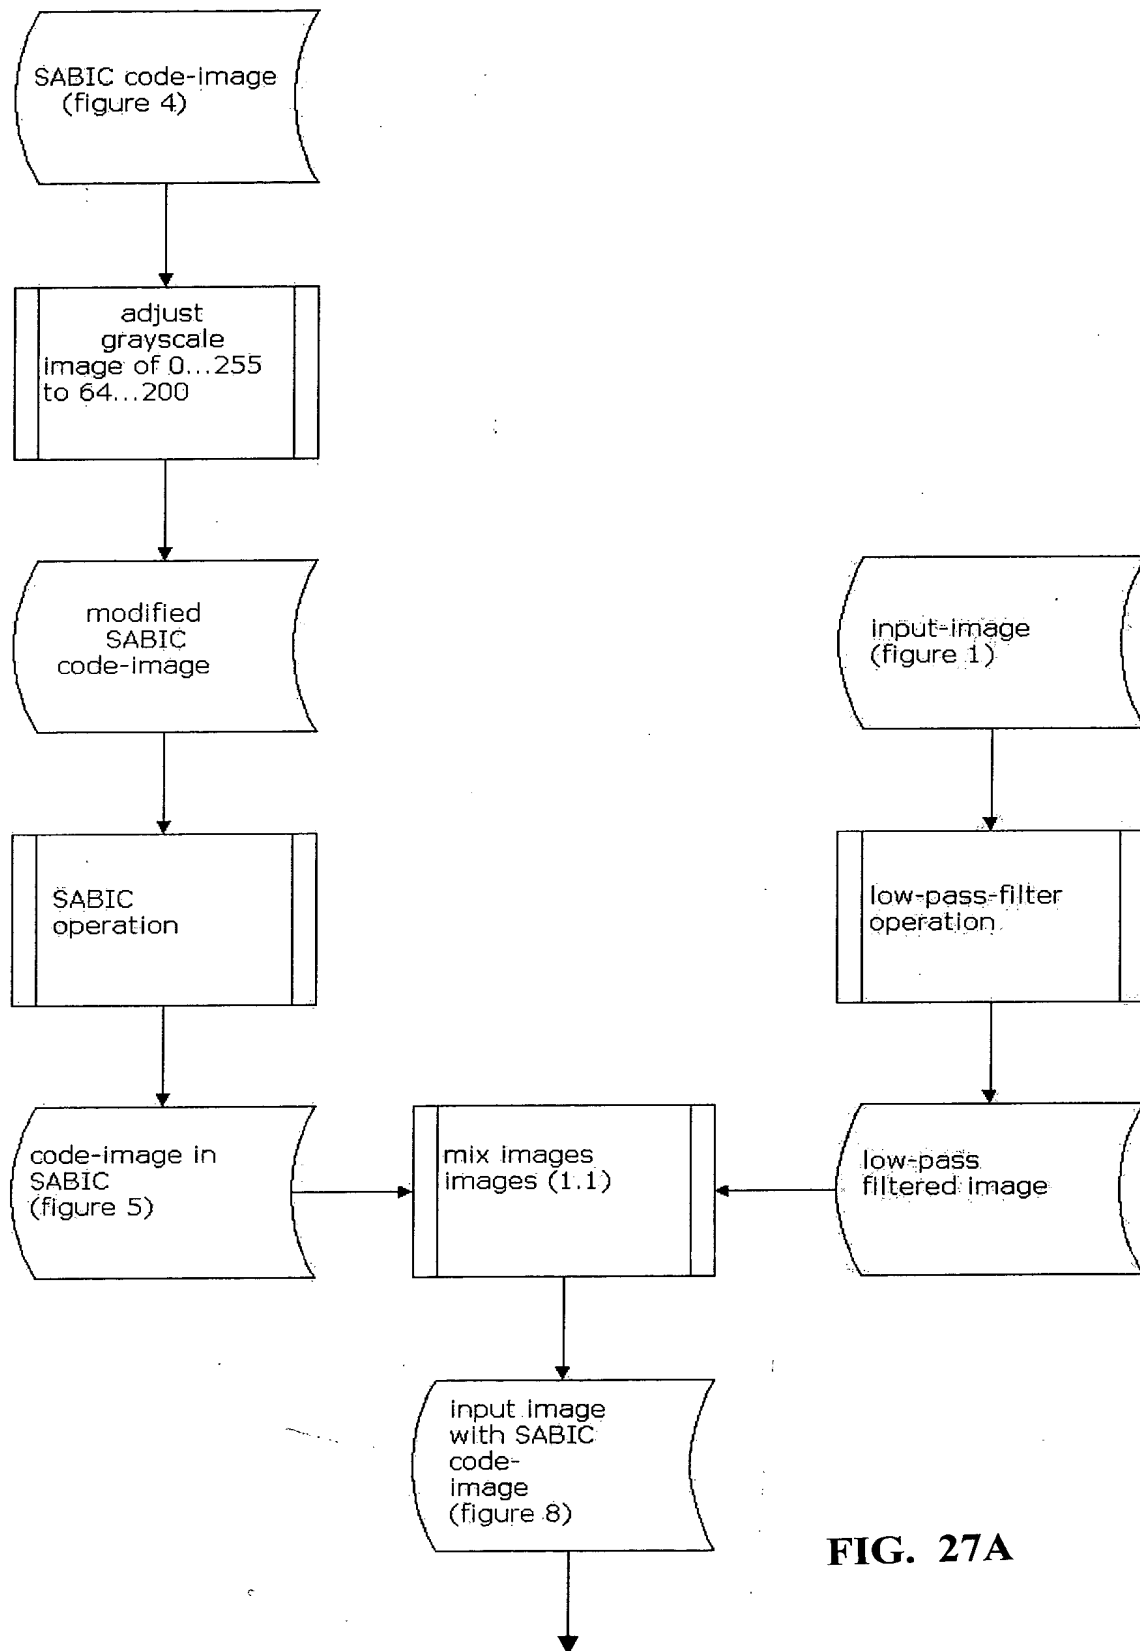 SABIC code-image
(figure 4)
adjust
grayscale
image of 0...255
to 64...200
modified
SABIC
code-image
input-image
(figure 1)
SABIC
operation
low-pass-filter
operation
code-image in
SABIC
(figure 5)
mix images
images (1.1)
low-pass
filtered image
input image
with SABIC
code-
image
(figure 8)
FIG. 27A